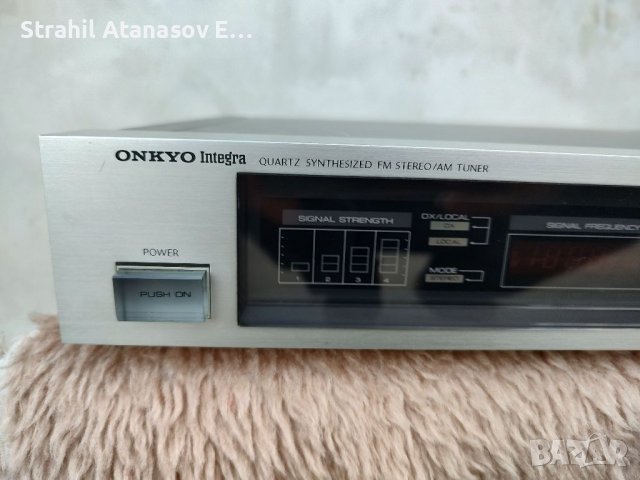 Strahil Atanasov E...
ONKYO Integra QUARTZ SYNTHESIZED FM STEREO/AM TUNER
SIGNAL STRENGTH
1 2 3 4
DX/LOCAL
DX
LOCAL
MODE
STEREO
SIGNAL FREQUENCY
POWER
PUSH ON
BAZAR